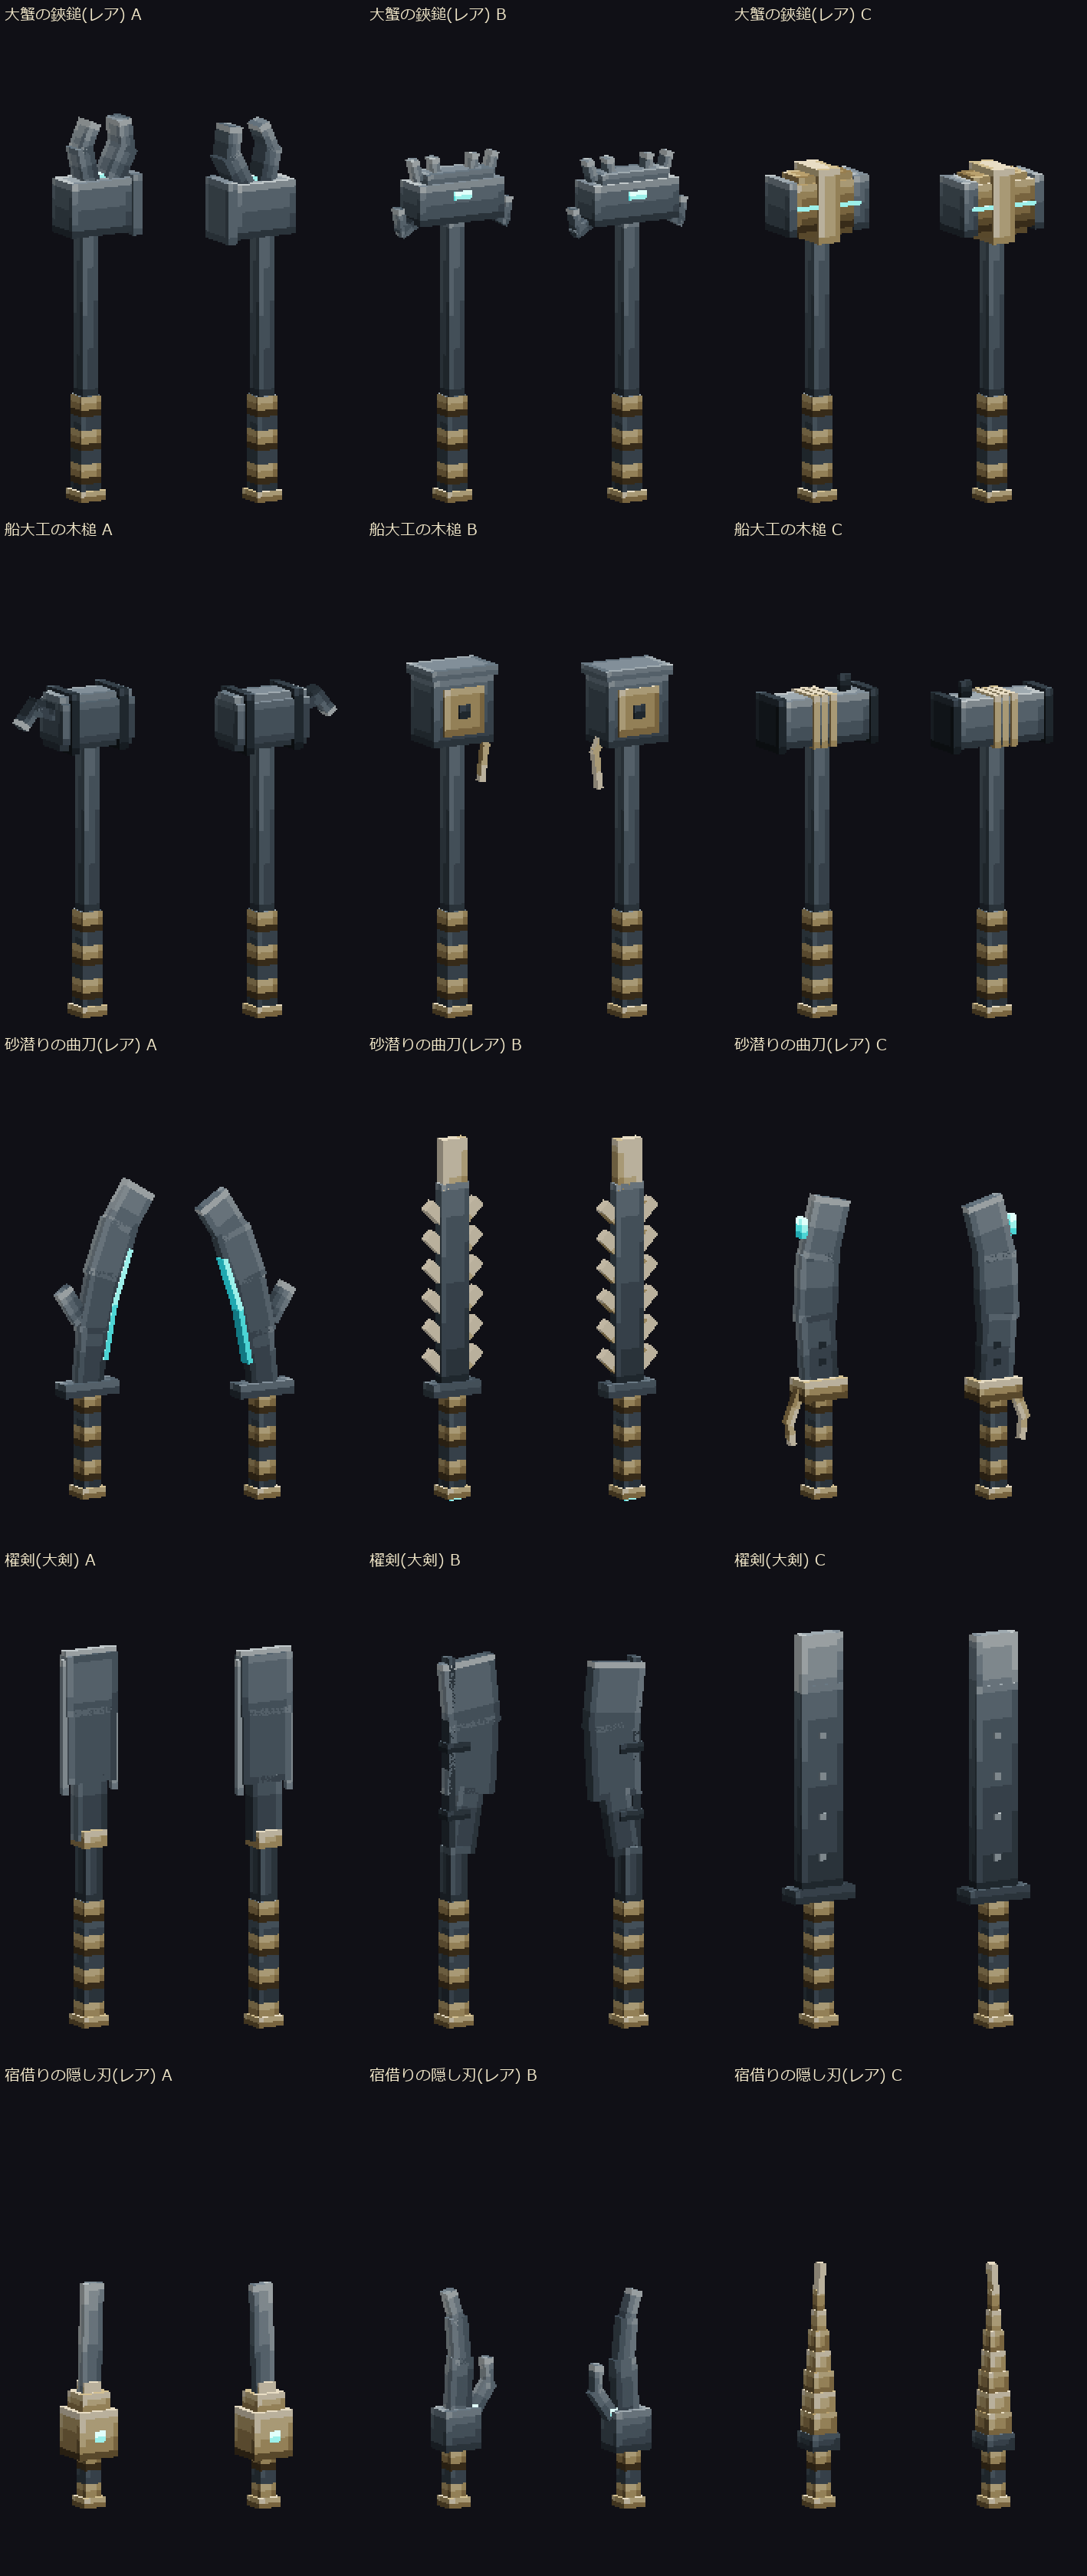 大蟹の鋏鎚(レア) A
大蟹の鋏鎚(レア) B
大蟹の鋏鎚(レア) C
船大工の木槌 A
船大工の木槌 B
船大工の木槌 C
砂潜りの曲刀(レア) A
砂潜りの曲刀(レア) B
砂潜りの曲刀(レア) C
櫂剣(大剣) A
櫂剣(大剣) B
櫂剣(大剣) C
宿借りの隠し刃(レア) A
宿借りの隠し刃(レア) B
宿借りの隠し刃(レア) C